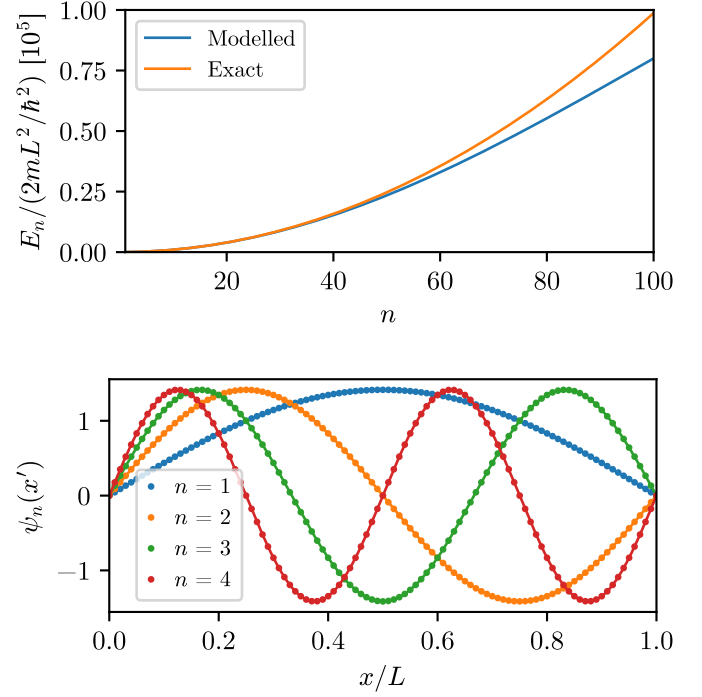 E_n/(2mL^2/ħ^2) [10^5]
1.00
0.75
0.50
0.25
0.00
Modelled
Exact
20 40 60 80 100
n
ψ_n(x′)
1
0
−1
n = 1
n = 2
n = 3
n = 4
0.0 0.2 0.4 0.6 0.8 1.0
x/L